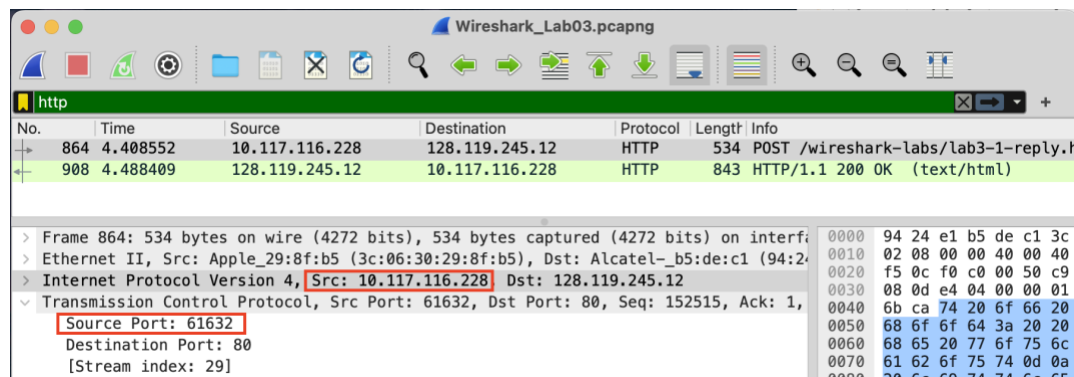 Wireshark_Lab03.pcapng
http
No. Time Source Destination Protocol Length Info
864 4.408552 10.117.116.228 128.119.245.12 HTTP 534 POST /wireshark-labs/lab3-1-reply.h
908 4.488409 128.119.245.12 10.117.116.228 HTTP 843 HTTP/1.1 200 OK (text/html)
Frame 864: 534 bytes on wire (4272 bits), 534 bytes captured (4272 bits) on interfa
Ethernet II, Src: Apple_29:8f:b5 (3c:06:30:29:8f:b5), Dst: Alcatel-_b5:de:c1 (94:24
Internet Protocol Version 4, Src: 10.117.116.228, Dst: 128.119.245.12
Transmission Control Protocol, Src Port: 61632, Dst Port: 80, Seq: 152515, Ack: 1,
Source Port: 61632
Destination Port: 80
[Stream index: 29]
0000 94 24 e1 b5 de c1 3c
0010 02 08 00 00 40 00 40
0020 f5 0c f0 c0 00 50 c9
0030 08 0d e4 04 00 00 01
0040 6b ca 74 20 6f 66 20
0050 68 6f 6f 64 3a 20 20
0060 68 65 20 77 6f 75 6c
0070 61 62 6f 75 74 0d 0a